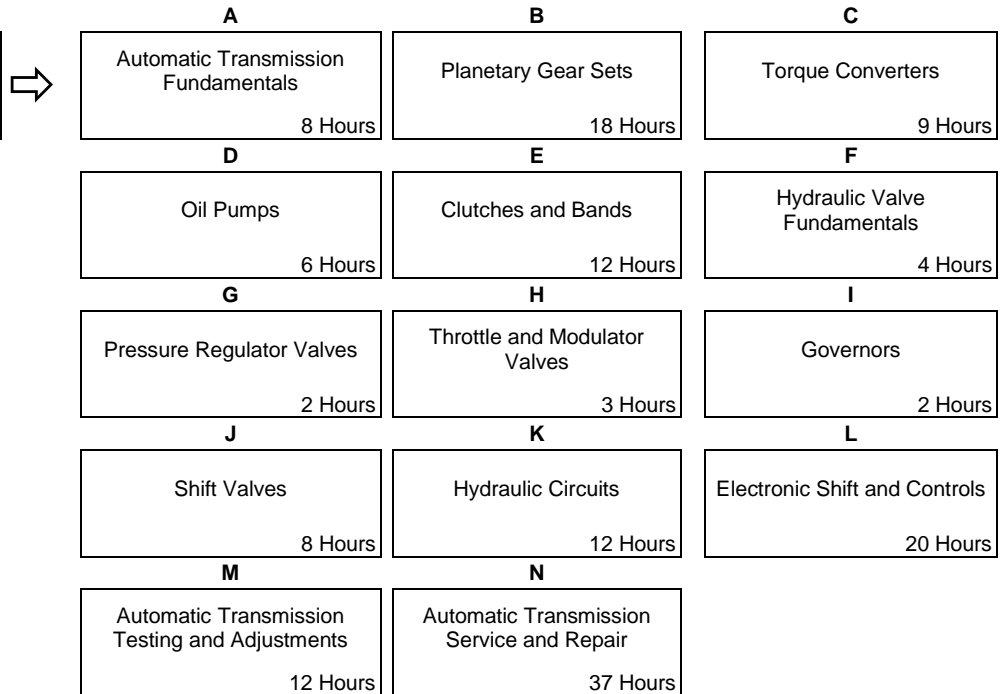 A
Automatic Transmission
Fundamentals
8 Hours
B
Planetary Gear Sets
18 Hours
C
Torque Converters
9 Hours
D
Oil Pumps
6 Hours
E
Clutches and Bands
12 Hours
F
Hydraulic Valve
Fundamentals
4 Hours
G
Pressure Regulator Valves
2 Hours
H
Throttle and Modulator
Valves
3 Hours
I
Governors
2 Hours
J
Shift Valves
8 Hours
K
Hydraulic Circuits
12 Hours
L
Electronic Shift and Controls
20 Hours
M
Automatic Transmission
Testing and Adjustments
12 Hours
N
Automatic Transmission
Service and Repair
37 Hours